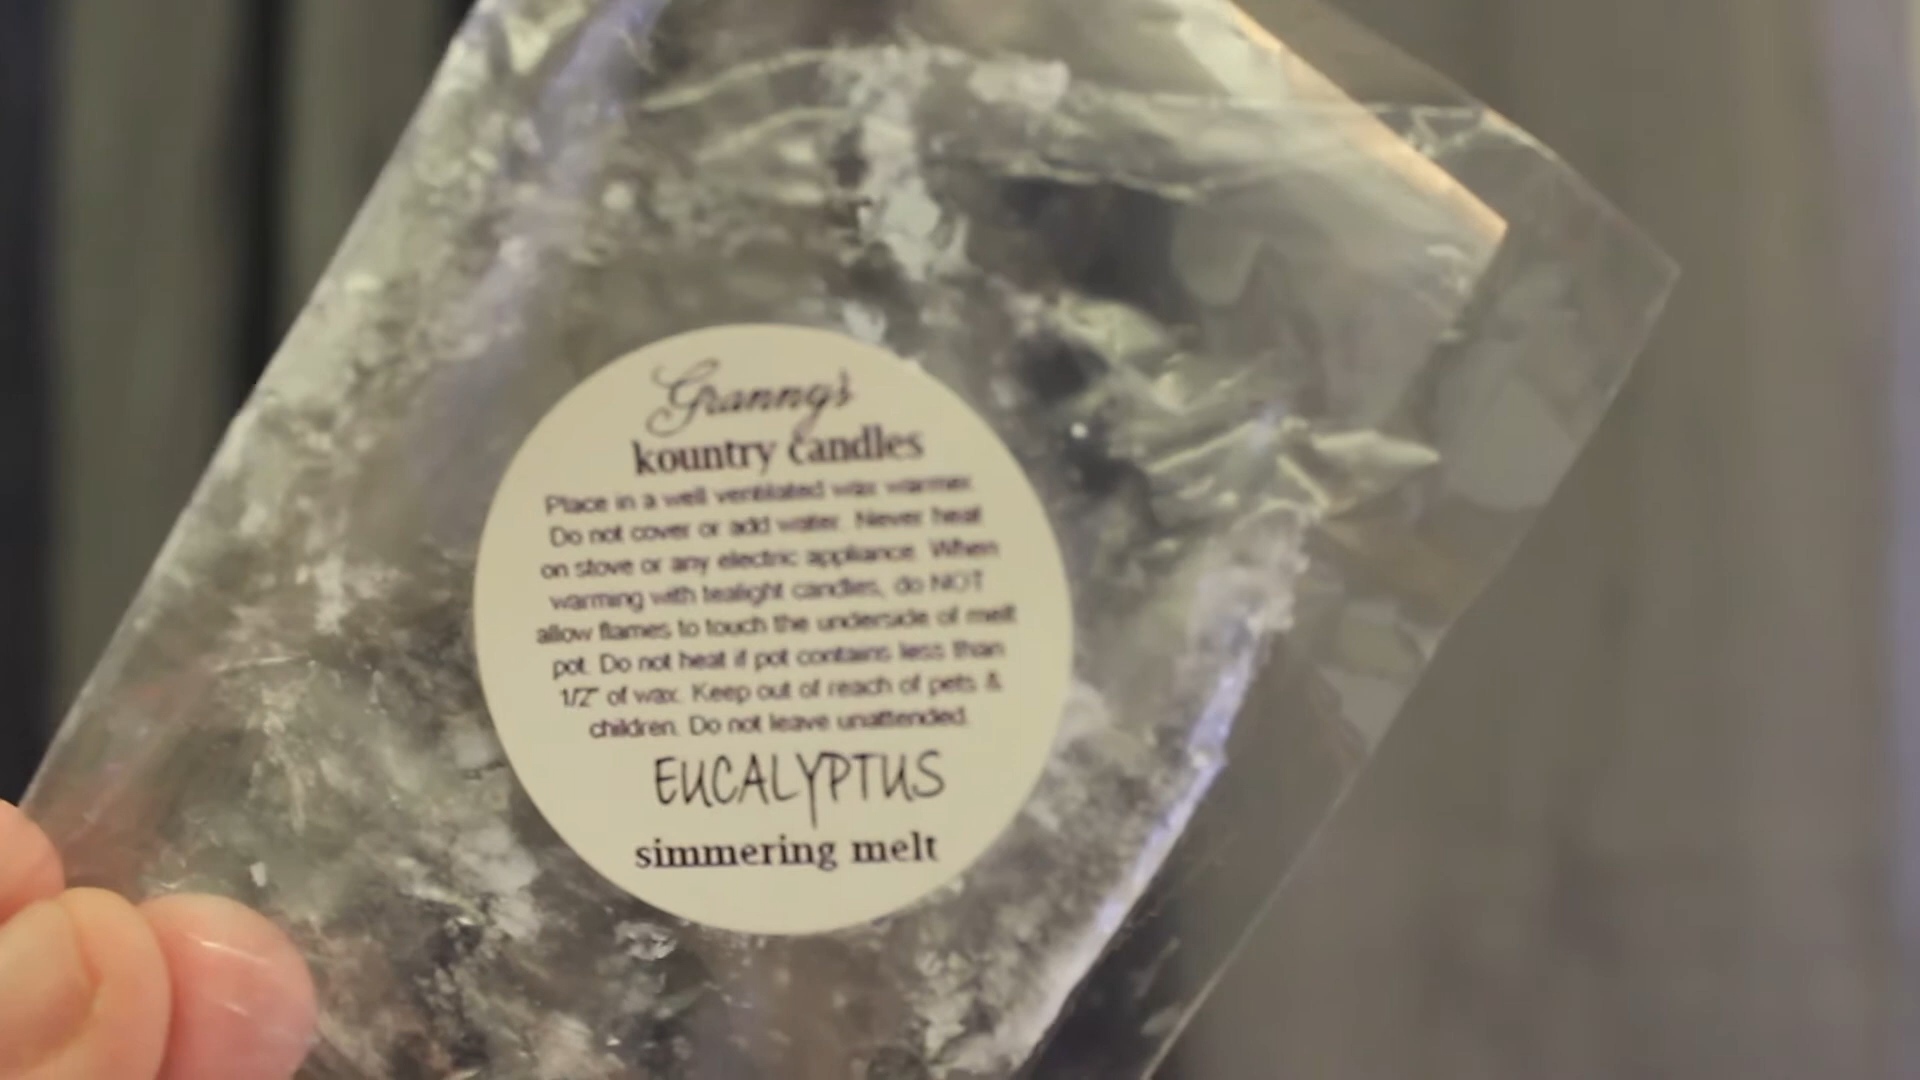 Granny's
kountry candles
Place in a well ventilated wax warmer.
Do not cover or add water. Never heat
on stove or any electric appliance. When
warming with tealight candles, do NOT
allow flames to touch the underside of melt
pot. Do not heat if pot contains less than
1/2" of wax. Keep out of reach of pets &
children. Do not leave unattended.
EUCALYPTUS
simmering melt